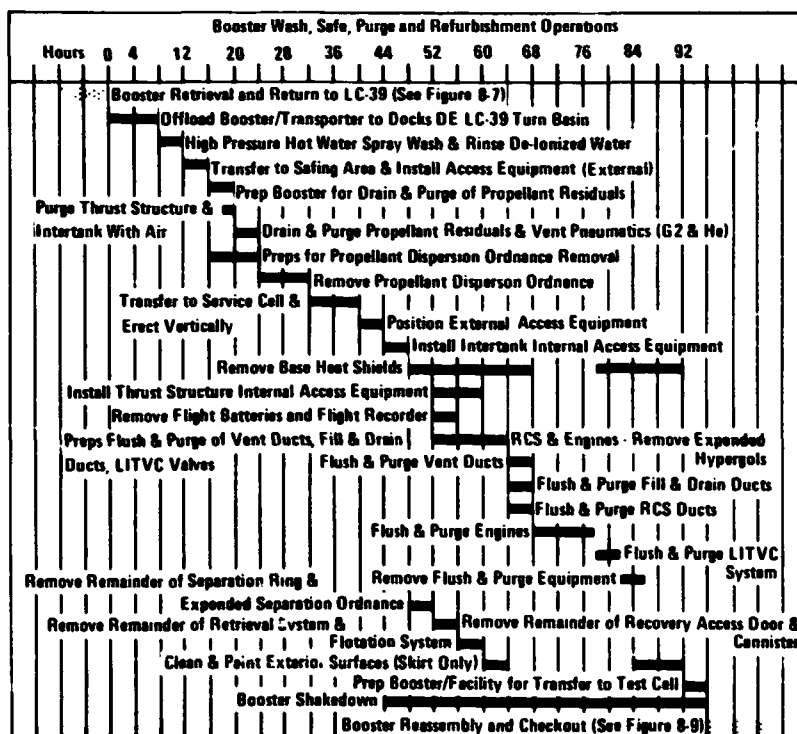 Booster Wash, Safe, Purge and Refurbishment Operations
Hours 0 4 12 20 28 36 44 52 60 68 76 84 92
Booster Retrieval and Return to LC-39 (See Figure 8-7)
Offload Booster/Transporter to Docks DE LC-39 Turn Basin
High Pressure Hot Water Spray Wash & Rinse De-Ionized Water
Transfer to Safing Area & Install Access Equipment (External)
Prep Booster for Drain & Purge of Propellant Residuals
Purge Thrust Structure &
Intertank With Air
Drain & Purge Propellant Residuals & Vent Pneumatics (G2 & He)
Preps for Propellant Dispersion Ordnance Removal
Remove Propellant Disperson Ordnance
Transfer to Service Cell &
Erect Vertically
Position External Access Equipment
Install Intertank Internal Access Equipment
Remove Base Heat Shields
Install Thrust Structure Internal Access Equipment
Remove Flight Batteries and Flight Recorder
Preps Flush & Purge of Vent Ducts, Fill & Drain
Ducts, LITVC Valves
RCS & Engines - Remove Expended
Hypergols
Flush & Purge Vent Ducts
Flush & Purge Fill & Drain Ducts
Flush & Purge RCS Ducts
Flush & Purge Engines
Flush & Purge LITVC
System
Remove Flush & Purge Equipment
Remove Remainder of Separation Ring &
Expended Separation Ordnance
Remove Remainder of Retrieval System &
Flotation System
Remove Remainder of Recovery Access Door &
Cannister
Clean & Paint Exterio. Surfaces (Skirt Only)
Prep Booster/Facility for Transfer to Test Cell
Booster Shakedown
Booster Reassembly and Checkout (See Figure 8-9)